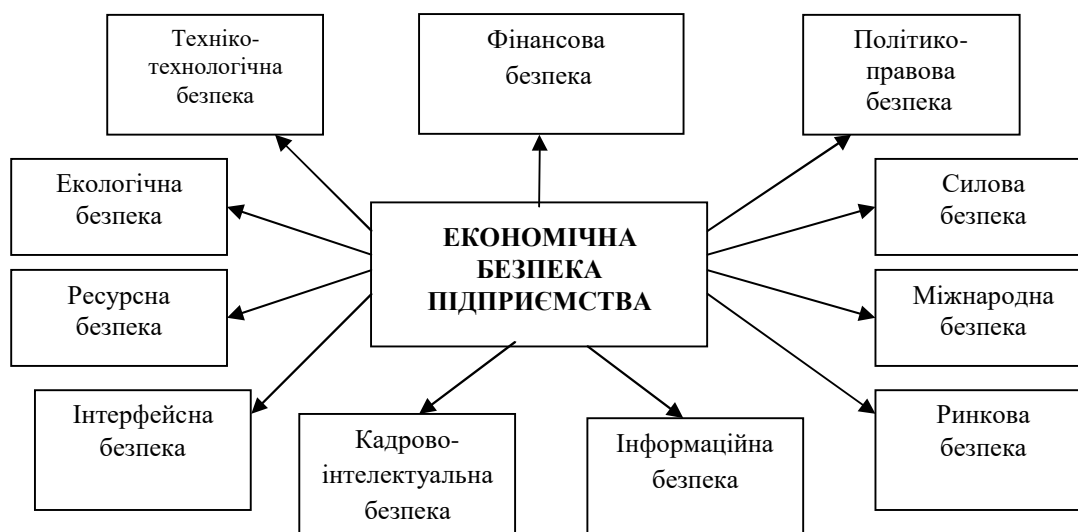 Техніко-
технологічна
безпека
Фінансова
безпека
Політико-
правова
безпека
Екологічна
безпека
Силова
безпека
ЕКОНОМІЧНА
БЕЗПЕКА
ПІДПРИЄМСТВА
Ресурсна
безпека
Міжнародна
безпека
Інтерфейсна
безпека
Кадрово-
інтелектуальна
безпека
Інформаційна
безпека
Ринкова
безпека